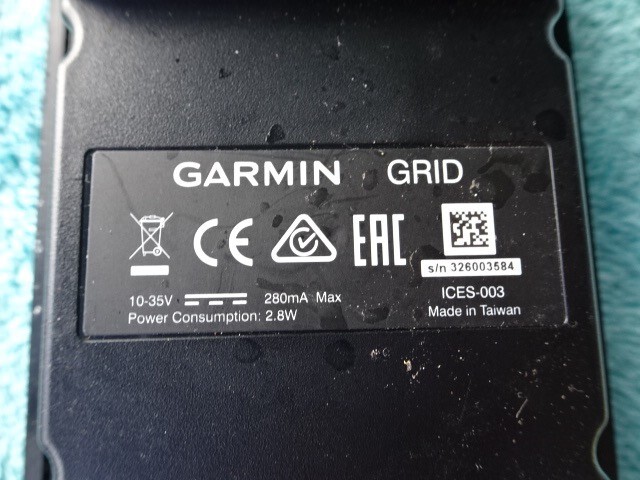 GARMIN GRID
CE EAC
s/n 326003584
10-35V 280mA Max ICES-003
Power Consumption: 2.8W Made in Taiwan